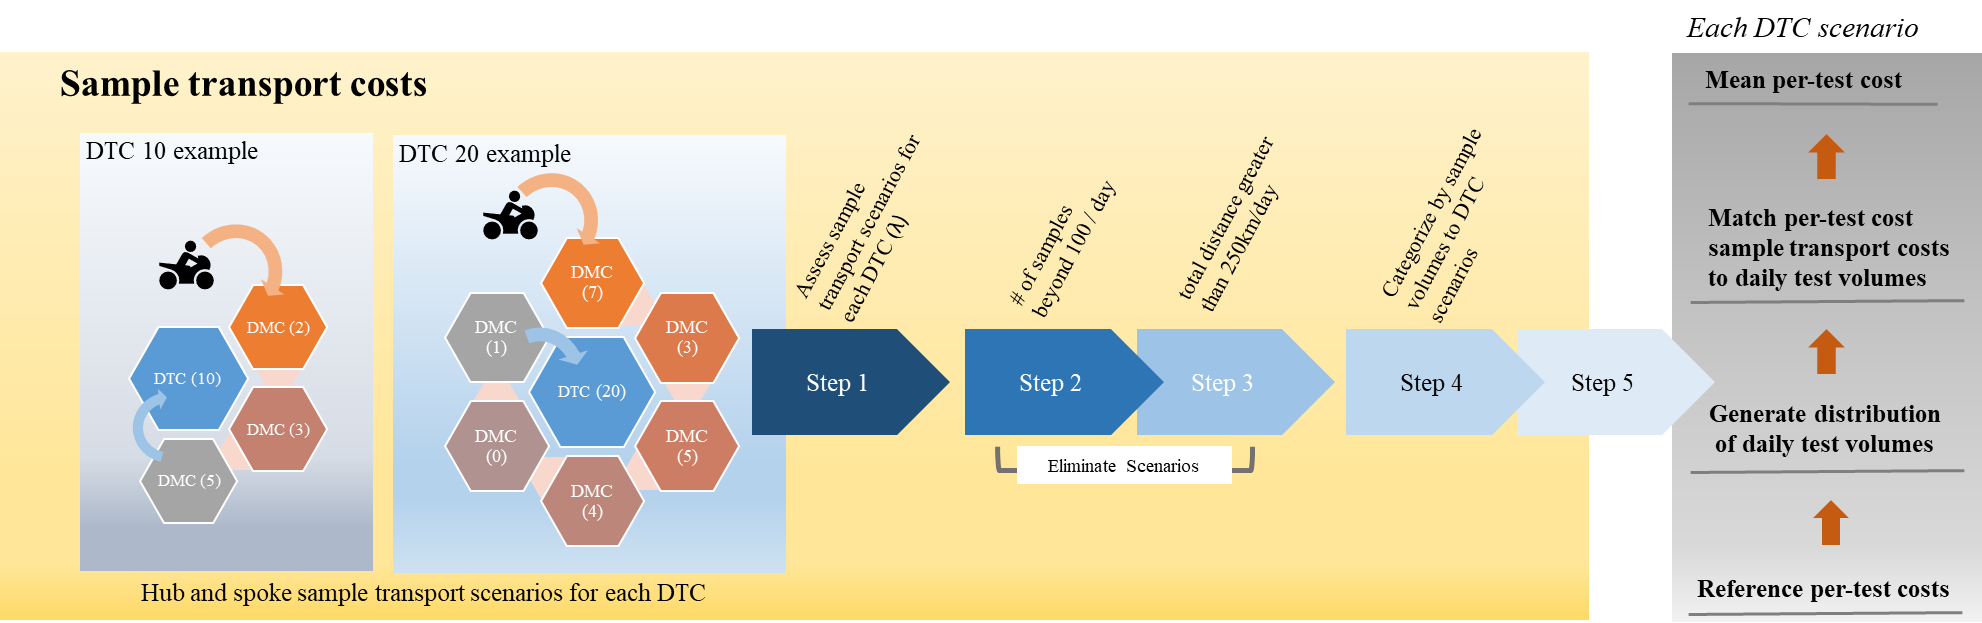 Each DTC scenario
Sample transport costs
DTC 10 example
DMC (2)
DTC (10)
DMC (3)
DMC (5)
DTC 20 example
DMC
(7)
DMC
(1)
DMC
(3)
DTC (20)
DMC
(0)
DMC
(5)
DMC
(4)
Hub and spoke sample transport scenarios for each DTC
Assess sample
transport scenarios for
each DTC (λ)
Step 1
# of samples
beyond 100 / day
Step 2
total distance greater
than 250km/day
Step 3
Eliminate Scenarios
Categorize by sample
volumes to DTC
scenarios
Step 4
Step 5
Mean per-test cost
Match per-test cost
sample transport costs
to daily test volumes
Generate distribution
of daily test volumes
Reference per-test costs